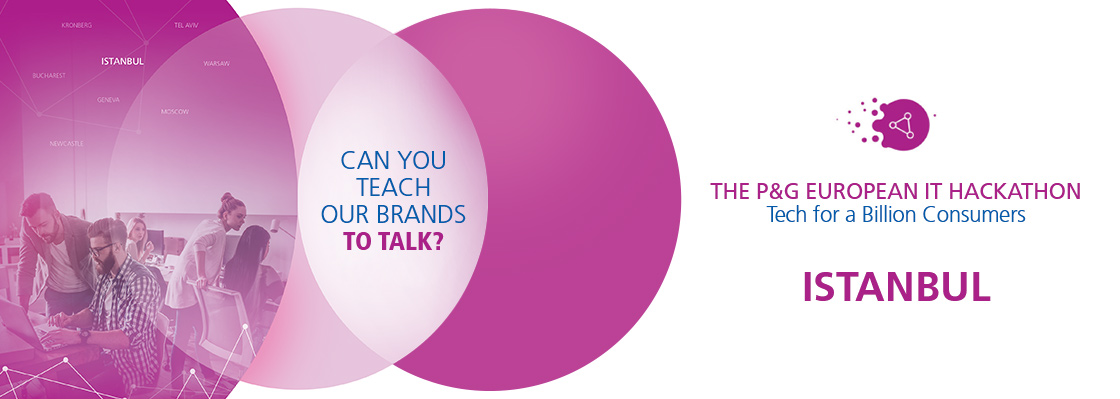 KRONBERG
TEL AVIV
ISTANBUL
WARSAW
BUCHAREST
GENEVA
MOSCOW
NEWCASTLE
CAN YOU
TEACH
OUR BRANDS
TO TALK?
THE P&G EUROPEAN IT HACKATHON
Tech for a Billion Consumers
ISTANBUL